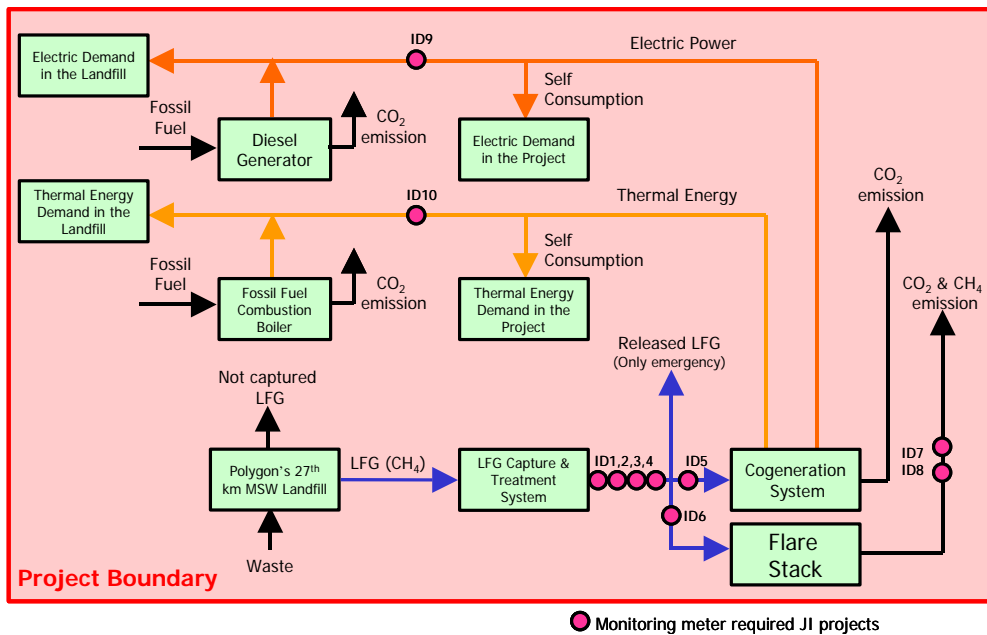 ID9
Electric Power
Electric Demand
in the Landfill
Self
Consumption
Fossil
Fuel
CO2
emission
Diesel
Generator
Electric Demand
in the Project
CO2
emission
Thermal Energy
Demand in the
Landfill
ID10
Thermal Energy
Self
Consumption
Fossil
Fuel
CO2
emission
Fossil Fuel
Combustion
Boiler
Thermal Energy
Demand in the
Project
CO2 & CH4
emission
Released LFG
(Only emergency)
Not captured
LFG
Polygon's 27th
km MSW Landfill
LFG (CH4)
LFG Capture &
Treatment
System
ID1,2,3,4
ID5
Cogeneration
System
ID7
ID8
ID6
Flare
Stack
Waste
Project Boundary
Monitoring meter required JI projects